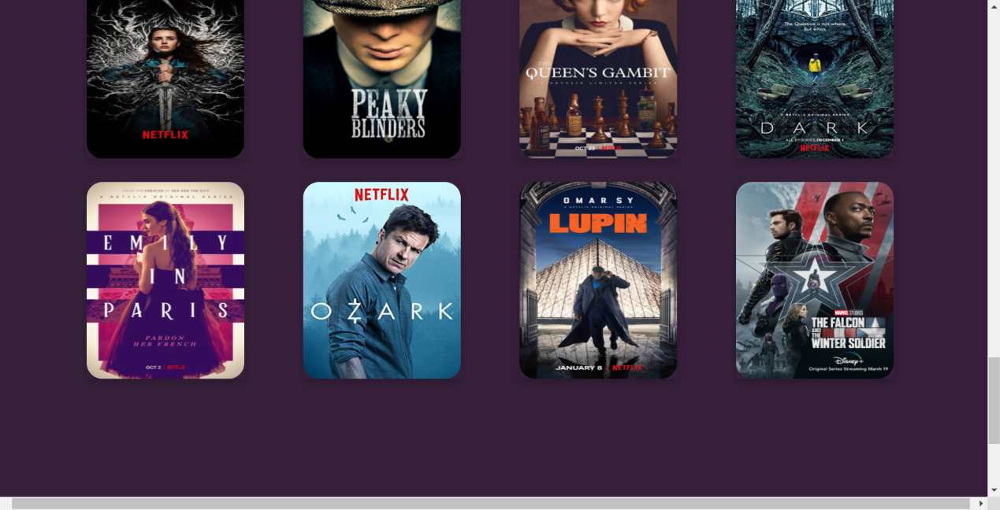 NETFLIX
PEAKY
BLINDERS
THE
QUEEN'S GAMBIT
A NETFLIX LIMITED SERIES
OCT 23 | NETFLIX
The Question is not where.
But when.
A NETFLIX ORIGINAL SERIES
DARK
ALL EPISODES DECEMBER 1
NETFLIX
FROM THE CREATOR OF SEX AND THE CITY
A NETFLIX ORIGINAL SERIES
EMILY
IN
PARIS
PARDON
HER FRENCH
OCT 2 | NETFLIX
NETFLIX
OZARK
OMAR SY
A NETFLIX ORIGINAL SERIES
LUPIN
JANUARY 8 | NETFLIX
MARVEL STUDIOS
THE FALCON
AND THE
WINTER SOLDIER
Disney+
Original Series Streaming March 19